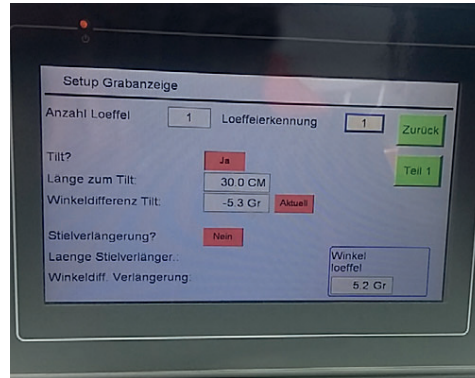 Setup Grabanzeige
Anzahl Loeffel 1 Loeffelerkennung 1 Zurück
Tilt? Ja Teil 1
Länge zum Tilt: 30.0 CM
Winkeldifferenz Tilt: -5.3 Gr Aktuell
Stielverlängerung? Nein
Laenge Stielverlänger.:
Winkeldiff. Verlängerung:
Winkel
loeffel
5.2 Gr